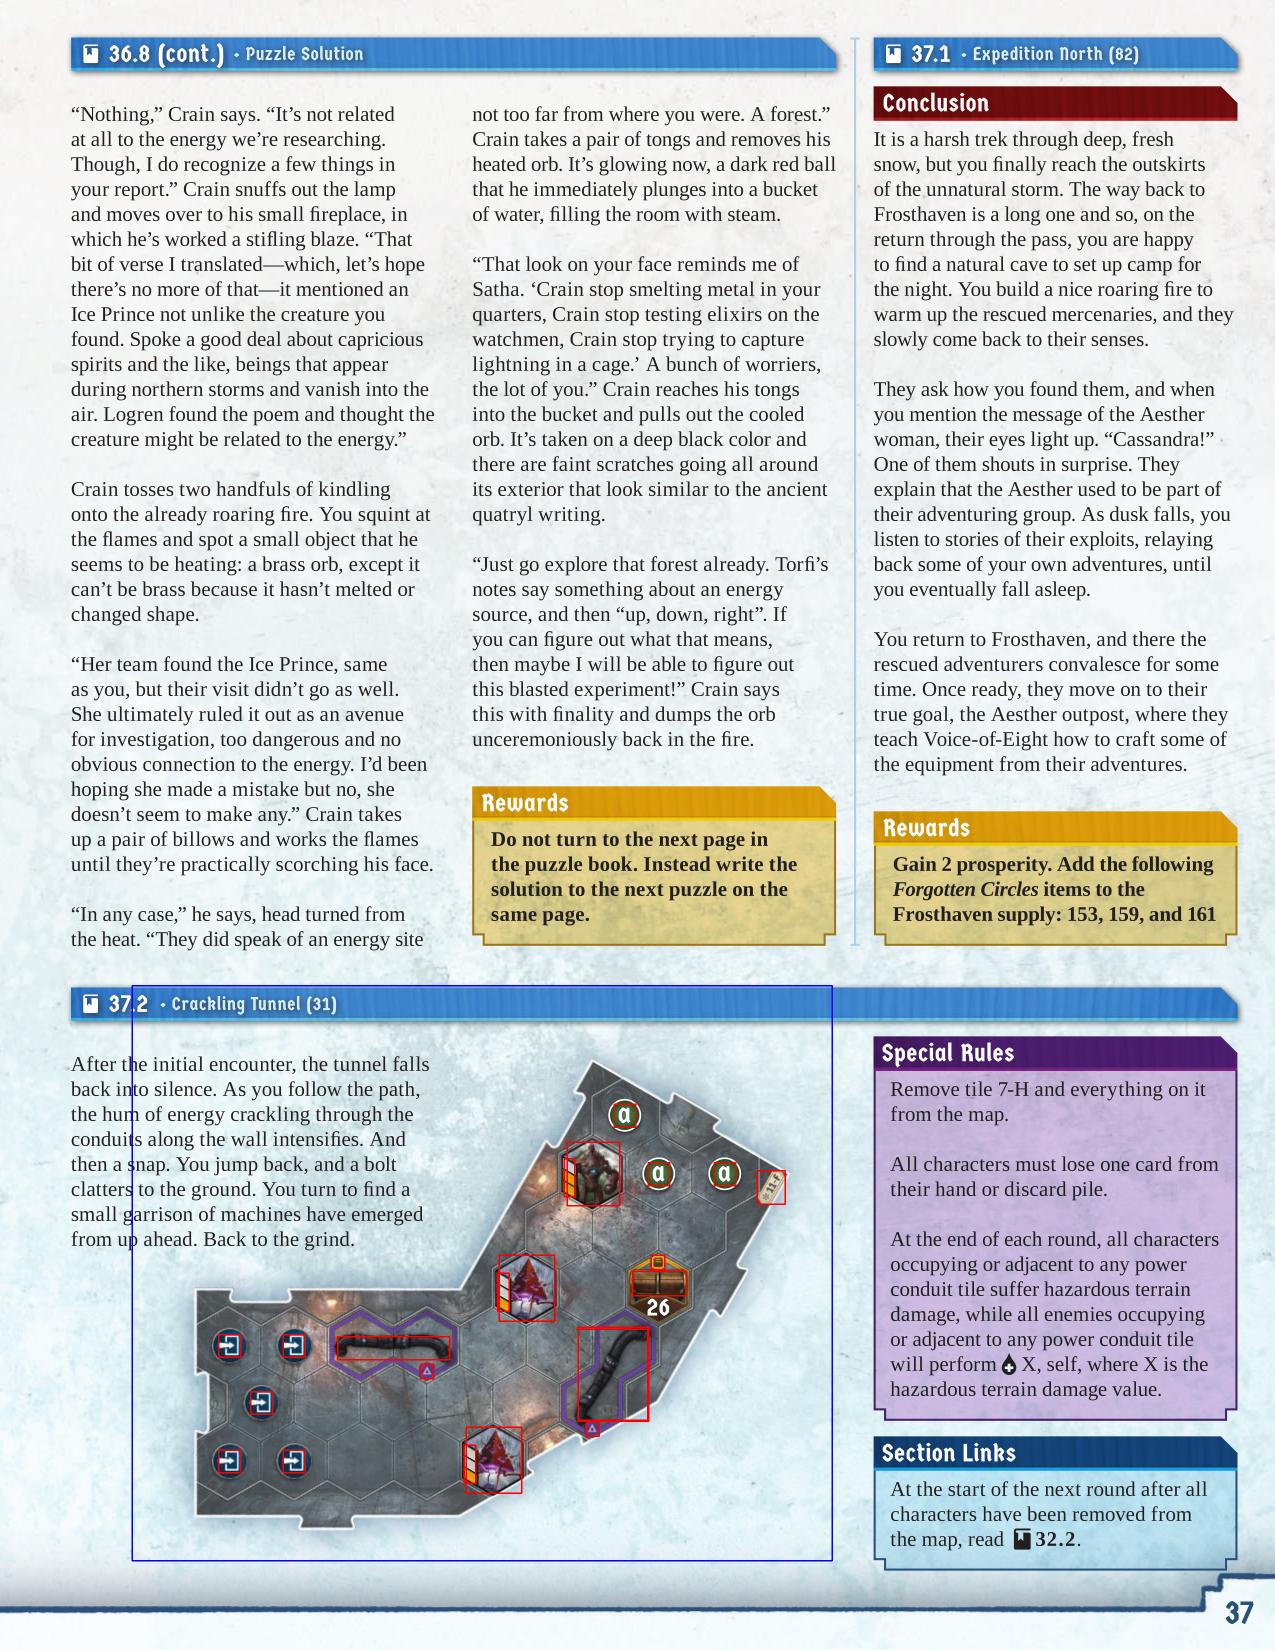 36.8 (cont.) • Puzzle Solution
“Nothing,” Crain says. “It’s not related
at all to the energy we’re researching.
Though, I do recognize a few things in
your report.” Crain snuffs out the lamp
and moves over to his small fireplace, in
which he’s worked a stifling blaze. “That
bit of verse I translated—which, let’s hope
there’s no more of that—it mentioned an
Ice Prince not unlike the creature you
found. Spoke a good deal about capricious
spirits and the like, beings that appear
during northern storms and vanish into the
air. Logren found the poem and thought the
creature might be related to the energy.”
Crain tosses two handfuls of kindling
onto the already roaring fire. You squint at
the flames and spot a small object that he
seems to be heating: a brass orb, except it
can’t be brass because it hasn’t melted or
changed shape.
“Her team found the Ice Prince, same
as you, but their visit didn’t go as well.
She ultimately ruled it out as an avenue
for investigation, too dangerous and no
obvious connection to the energy. I’d been
hoping she made a mistake but no, she
doesn’t seem to make any.” Crain takes
up a pair of billows and works the flames
until they’re practically scorching his face.
“In any case,” he says, head turned from
the heat. “They did speak of an energy site
not too far from where you were. A forest.”
Crain takes a pair of tongs and removes his
heated orb. It’s glowing now, a dark red ball
that he immediately plunges into a bucket
of water, filling the room with steam.
“That look on your face reminds me of
Satha. ‘Crain stop smelting metal in your
quarters, Crain stop testing elixirs on the
watchmen, Crain stop trying to capture
lightning in a cage.’ A bunch of worriers,
the lot of you.” Crain reaches his tongs
into the bucket and pulls out the cooled
orb. It’s taken on a deep black color and
there are faint scratches going all around
its exterior that look similar to the ancient
quatryl writing.
“Just go explore that forest already. Torfi’s
notes say something about an energy
source, and then “up, down, right”. If
you can figure out what that means,
then maybe I will be able to figure out
this blasted experiment!” Crain says
this with finality and dumps the orb
unceremoniously back in the fire.
Rewards
Do not turn to the next page in
the puzzle book. Instead write the
solution to the next puzzle on the
same page.
37.1 • Expedition North (82)
Conclusion
It is a harsh trek through deep, fresh
snow, but you finally reach the outskirts
of the unnatural storm. The way back to
Frosthaven is a long one and so, on the
return through the pass, you are happy
to find a natural cave to set up camp for
the night. You build a nice roaring fire to
warm up the rescued mercenaries, and they
slowly come back to their senses.
They ask how you found them, and when
you mention the message of the Aesther
woman, their eyes light up. “Cassandra!”
One of them shouts in surprise. They
explain that the Aesther used to be part of
their adventuring group. As dusk falls, you
listen to stories of their exploits, relaying
back some of your own adventures, until
you eventually fall asleep.
You return to Frosthaven, and there the
rescued adventurers convalesce for some
time. Once ready, they move on to their
true goal, the Aesther outpost, where they
teach Voice-of-Eight how to craft some of
the equipment from their adventures.
Rewards
Gain 2 prosperity. Add the following
Forgotten Circles items to the
Frosthaven supply: 153, 159, and 161
37.2 • Crackling Tunnel (31)
After the initial encounter, the tunnel falls
back into silence. As you follow the path,
the hum of energy crackling through the
conduits along the wall intensifies. And
then a snap. You jump back, and a bolt
clatters to the ground. You turn to find a
small garrison of machines have emerged
from up ahead. Back to the grind.
a
a
a
11-F
26
Special Rules
Remove tile 7-H and everything on it
from the map.
All characters must lose one card from
their hand or discard pile.
At the end of each round, all characters
occupying or adjacent to any power
conduit tile suffer hazardous terrain
damage, while all enemies occupying
or adjacent to any power conduit tile
will perform X, self, where X is the
hazardous terrain damage value.
Section Links
At the start of the next round after all
characters have been removed from
the map, read 32.2.
37